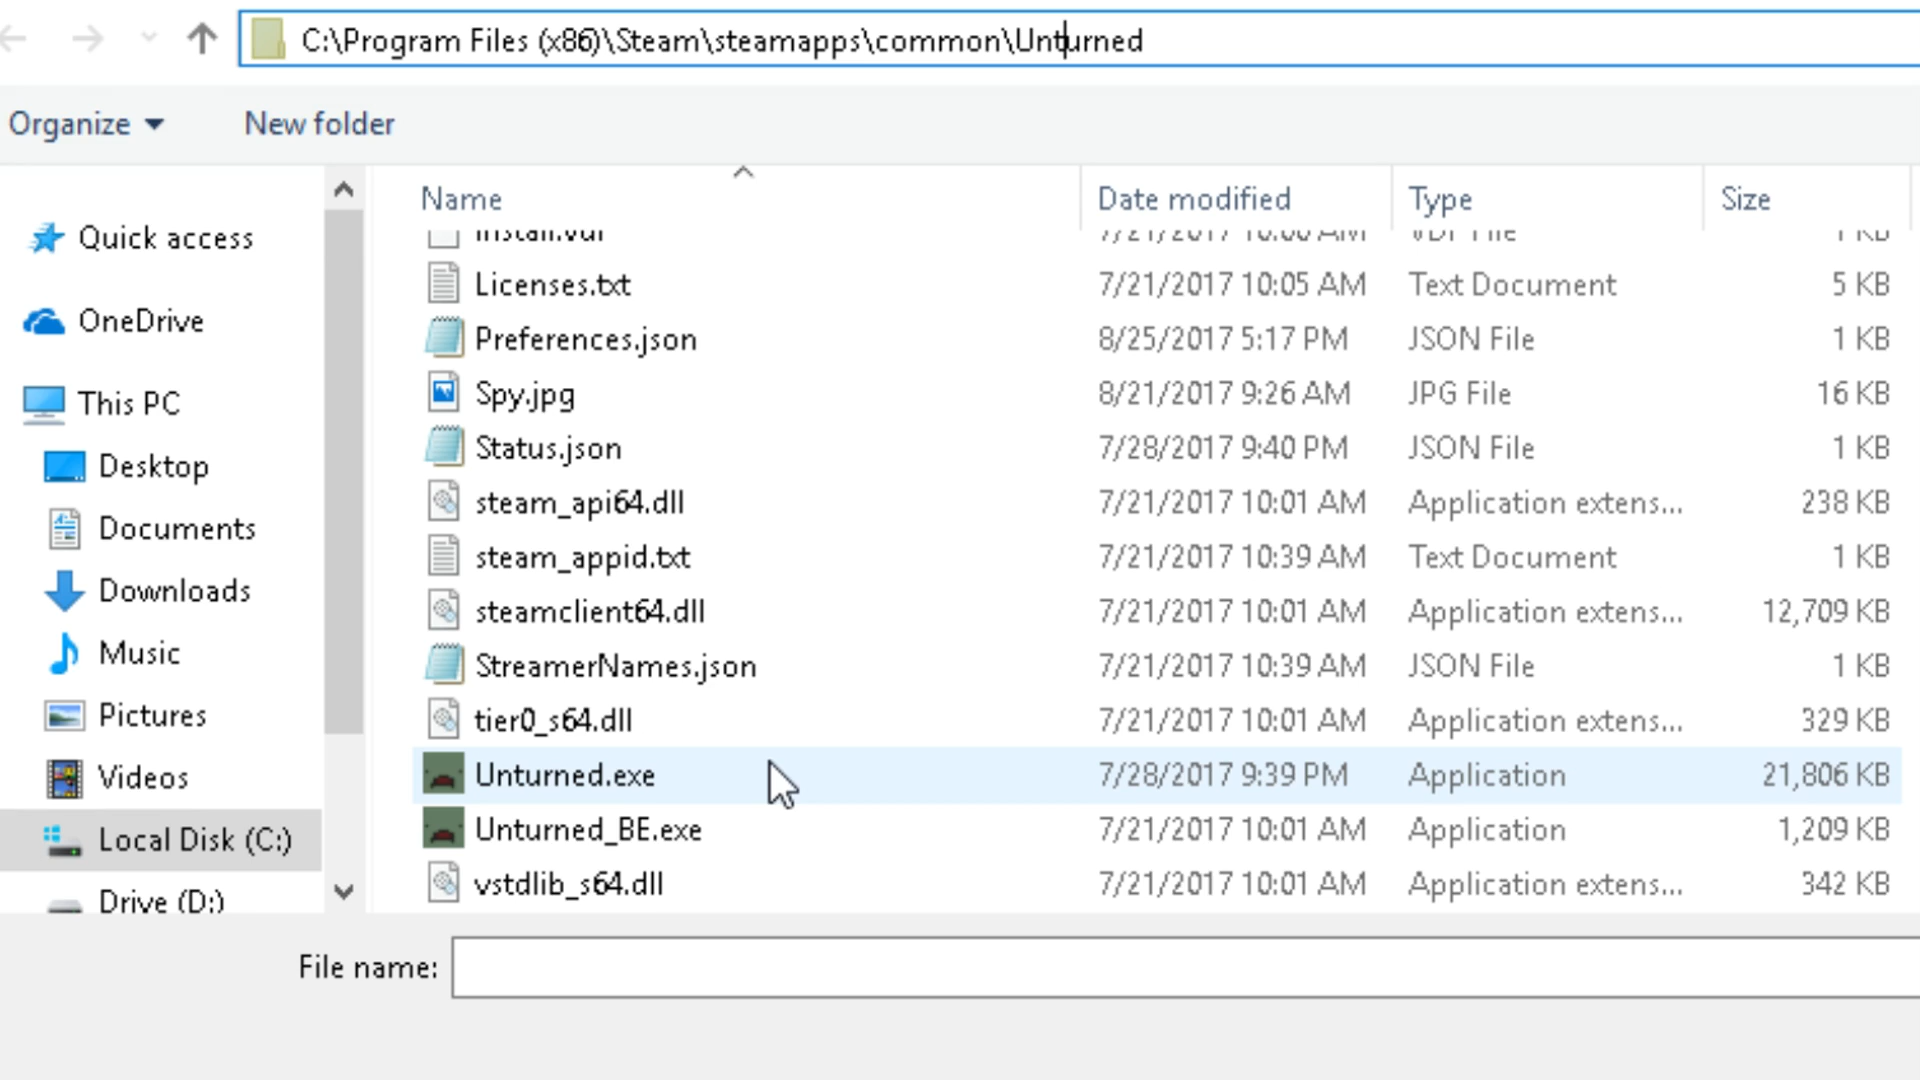 C:\Program Files (x86)\Steam\steamapps\common\Unturned
Organize New folder
Name Date modified Type Size
Quick access
OneDrive
This PC
Desktop
Documents
Downloads
Music
Pictures
Videos
Local Disk (C:)
Drive (D:)
Licenses.txt 7/21/2017 10:05 AM Text Document 5 KB
Preferences.json 8/25/2017 5:17 PM JSON File 1 KB
Spy.jpg 8/21/2017 9:26 AM JPG File 16 KB
Status.json 7/28/2017 9:40 PM JSON File 1 KB
steam_api64.dll 7/21/2017 10:01 AM Application extens... 238 KB
steam_appid.txt 7/21/2017 10:39 AM Text Document 1 KB
steamclient64.dll 7/21/2017 10:01 AM Application extens... 12,709 KB
StreamerNames.json 7/21/2017 10:39 AM JSON File 1 KB
tier0_s64.dll 7/21/2017 10:01 AM Application extens... 329 KB
Unturned.exe 7/28/2017 9:39 PM Application 21,806 KB
Unturned_BE.exe 7/21/2017 10:01 AM Application 1,209 KB
vstdlib_s64.dll 7/21/2017 10:01 AM Application extens... 342 KB
File name: